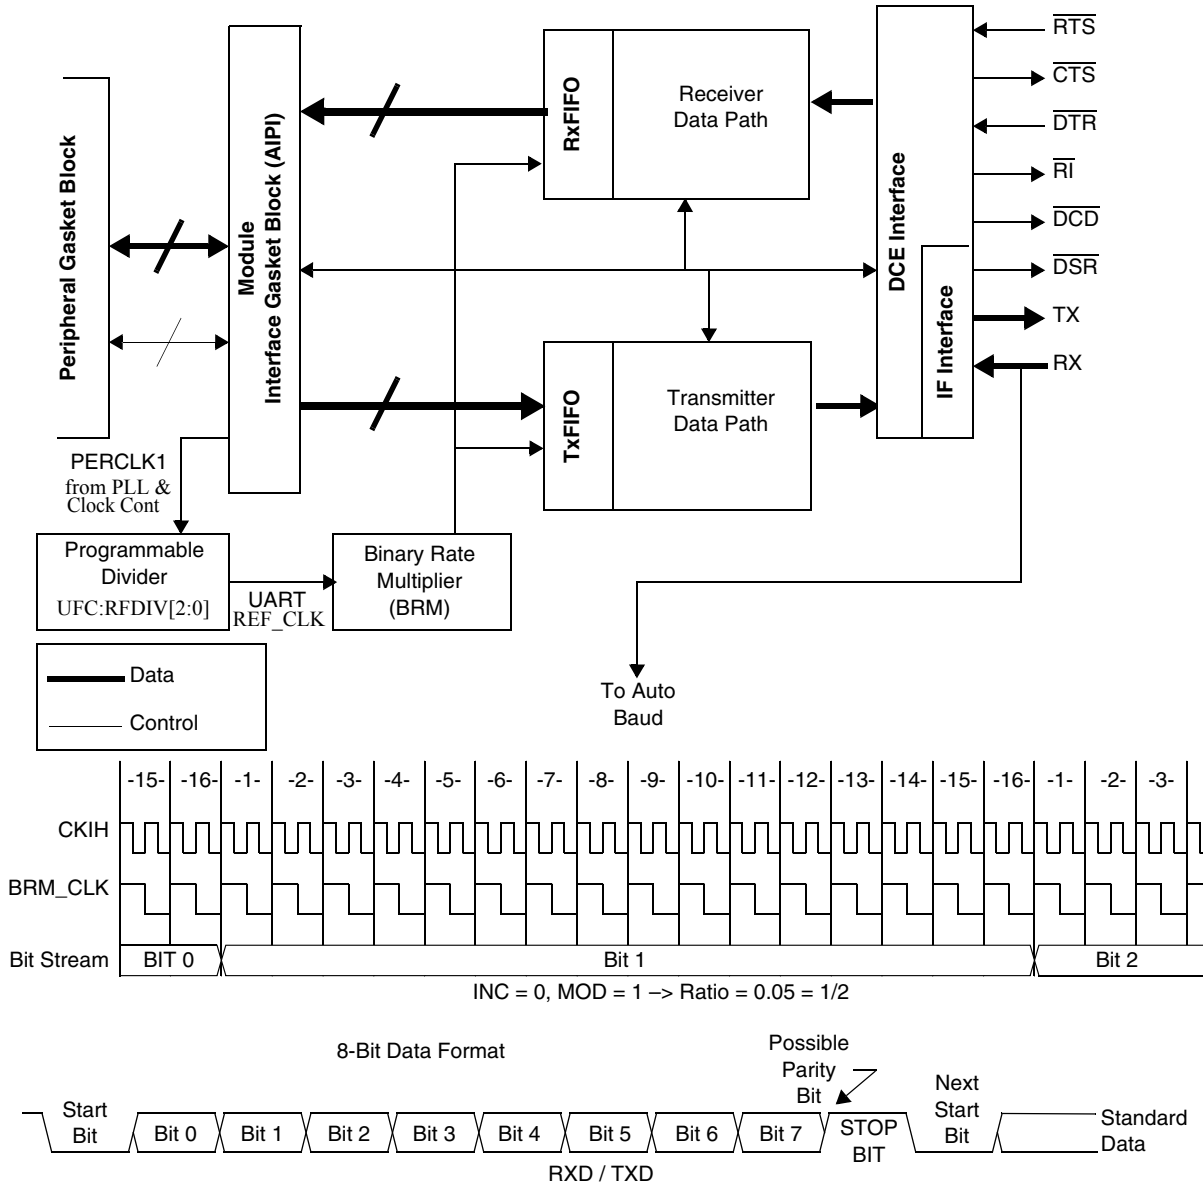 Peripheral Gasket Block
Module
Interface Gasket Block (AIPI)
RxFIFO
Receiver
Data Path
DCE Interface
IF Interface
RTS
CTS
DTR
RI
DCD
DSR
TX
RX
TxFIFO
Transmitter
Data Path
PERCLK1
from PLL &
Clock Cont
Programmable
Divider
UFC:RFDIV[2:0]
UART
REF_CLK
Binary Rate
Multiplier
(BRM)
Data
Control
To Auto
Baud
-15- -16- -1- -2- -3- -4- -5- -6- -7- -8- -9- -10- -11- -12- -13- -14- -15- -16- -1- -2- -3-
CKIH
BRM_CLK
Bit Stream BIT 0 Bit 1 Bit 2
INC = 0, MOD = 1 –> Ratio = 0.05 = 1/2
8-Bit Data Format
Possible
Parity
Bit
Next
Start
Bit
Start
Bit
Bit 0 Bit 1 Bit 2 Bit 3 Bit 4 Bit 5 Bit 6 Bit 7
STOP
BIT
Standard
Data
RXD / TXD